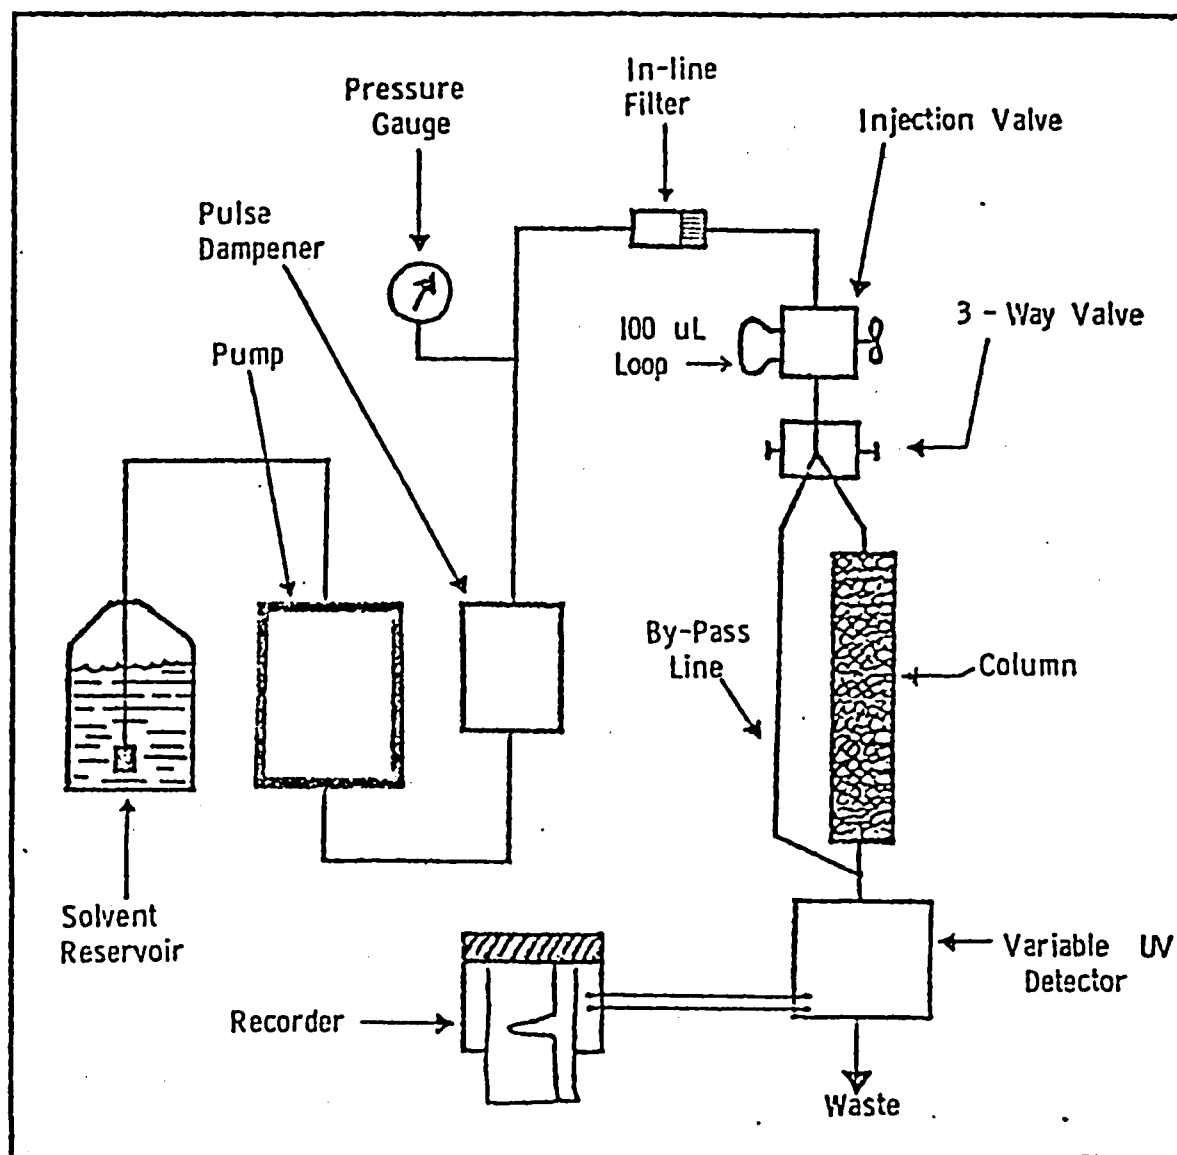 In-line
Filter
Pressure
Gauge
Injection Valve
Pulse
Dampener
100 uL
Loop
3 - Way Valve
Pump
By-Pass
Line
Column
Solvent
Reservoir
Variable UV
Detector
Recorder
Waste